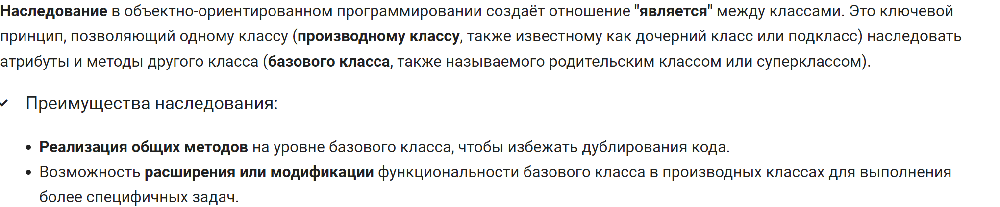 Наследование в объектно-ориентированном программировании создаёт отношение "является" между классами. Это ключевой
принцип, позволяющий одному классу (производному классу, также известному как дочерний класс или подкласс) наследовать
атрибуты и методы другого класса (базового класса, также называемого родительским классом или суперклассом).
Преимущества наследования:
• Реализация общих методов на уровне базового класса, чтобы избежать дублирования кода.
• Возможность расширения или модификации функциональности базового класса в производных классах для выполнения
более специфичных задач.